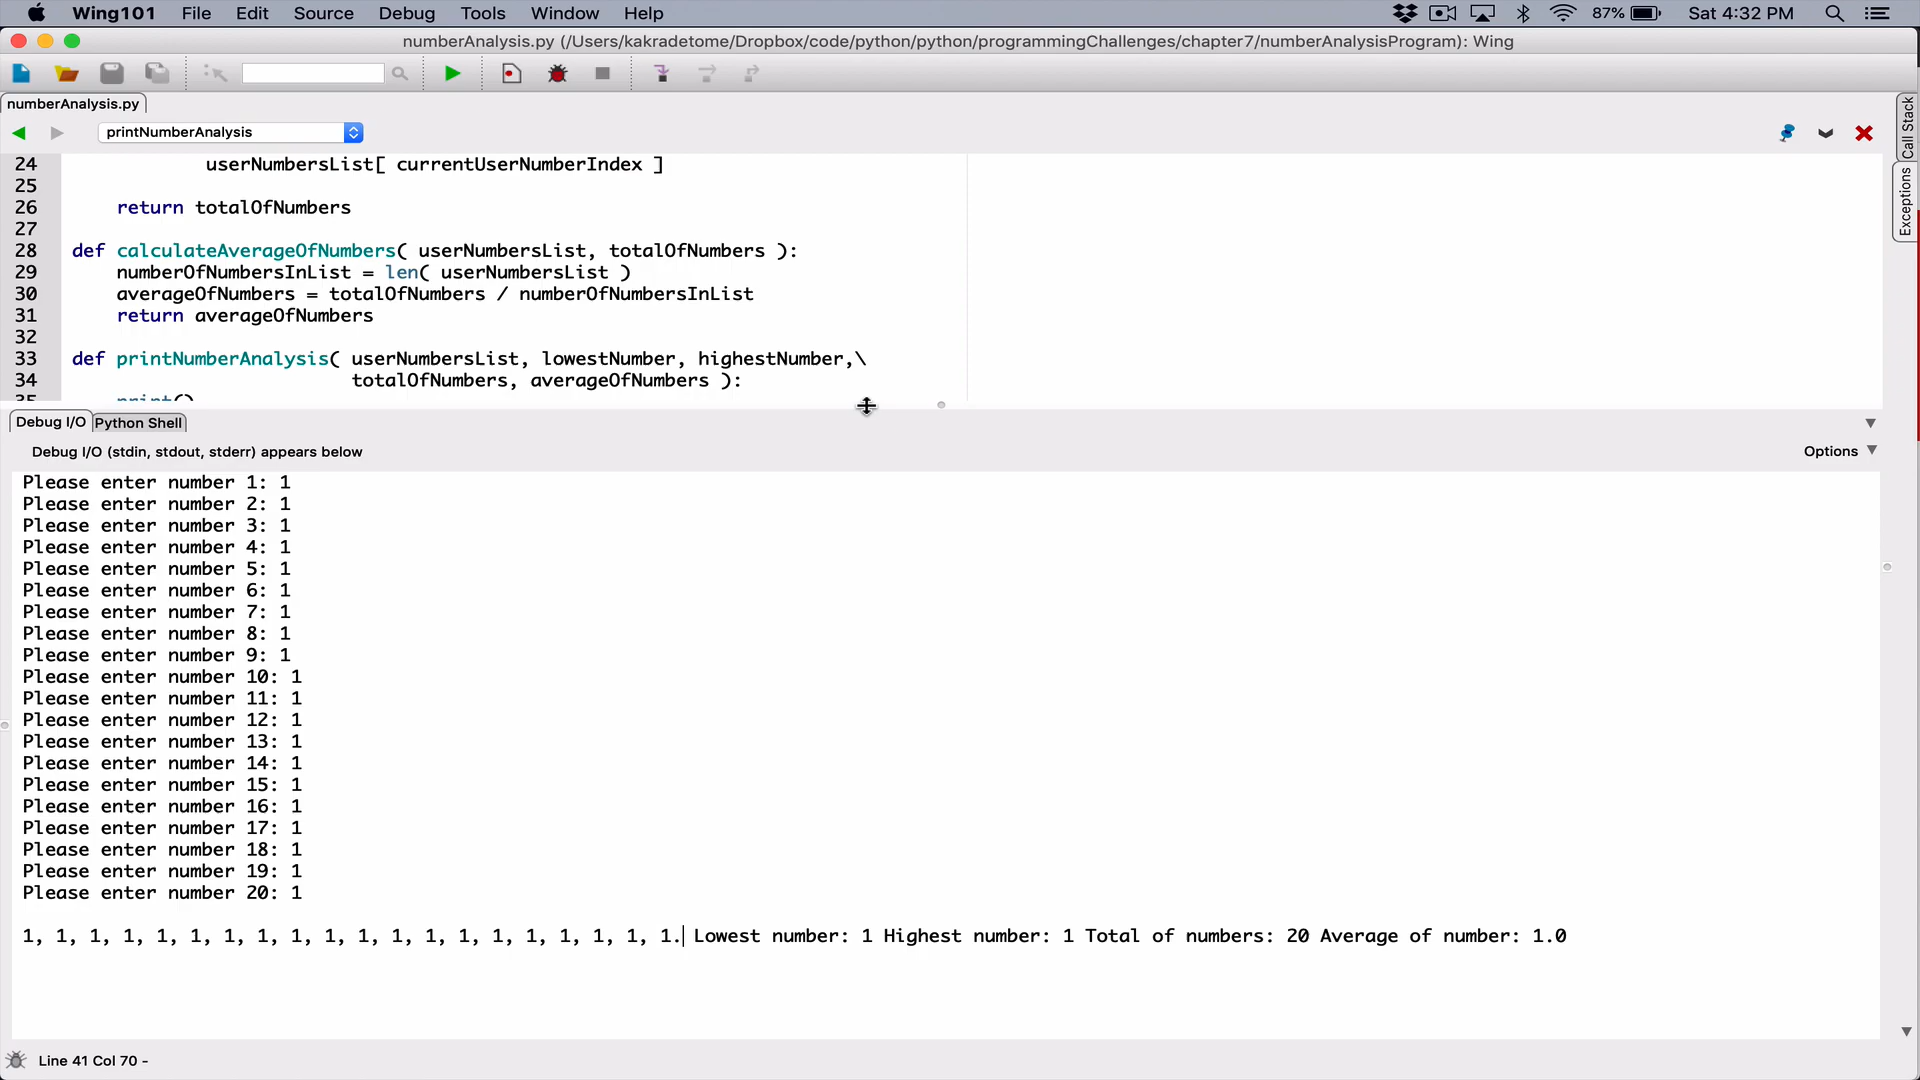 Wing101 File Edit Source Debug Tools Window Help 87% Sat 4:32 PM
numberAnalysis.py (/Users/kakradetome/Dropbox/code/python/python/programmingChallenges/chapter7/numberAnalysisProgram): Wing
numberAnalysis.py
printNumberAnalysis
Call Stack
Exceptions
24 userNumbersList[ currentUserNumberIndex ]
25
26 return totalOfNumbers
27
28 def calculateAverageOfNumbers( userNumbersList, totalOfNumbers ):
29 numberOfNumbersInList = len( userNumbersList )
30 averageOfNumbers = totalOfNumbers / numberOfNumbersInList
31 return averageOfNumbers
32
33 def printNumberAnalysis( userNumbersList, lowestNumber, highestNumber,\
34 totalOfNumbers, averageOfNumbers ):
35 print()
Debug I/O Python Shell
Debug I/O (stdin, stdout, stderr) appears below Options
Please enter number 1: 1
Please enter number 2: 1
Please enter number 3: 1
Please enter number 4: 1
Please enter number 5: 1
Please enter number 6: 1
Please enter number 7: 1
Please enter number 8: 1
Please enter number 9: 1
Please enter number 10: 1
Please enter number 11: 1
Please enter number 12: 1
Please enter number 13: 1
Please enter number 14: 1
Please enter number 15: 1
Please enter number 16: 1
Please enter number 17: 1
Please enter number 18: 1
Please enter number 19: 1
Please enter number 20: 1
1, 1, 1, 1, 1, 1, 1, 1, 1, 1, 1, 1, 1, 1, 1, 1, 1, 1, 1, 1. Lowest number: 1 Highest number: 1 Total of numbers: 20 Average of number: 1.0
Line 41 Col 70 -